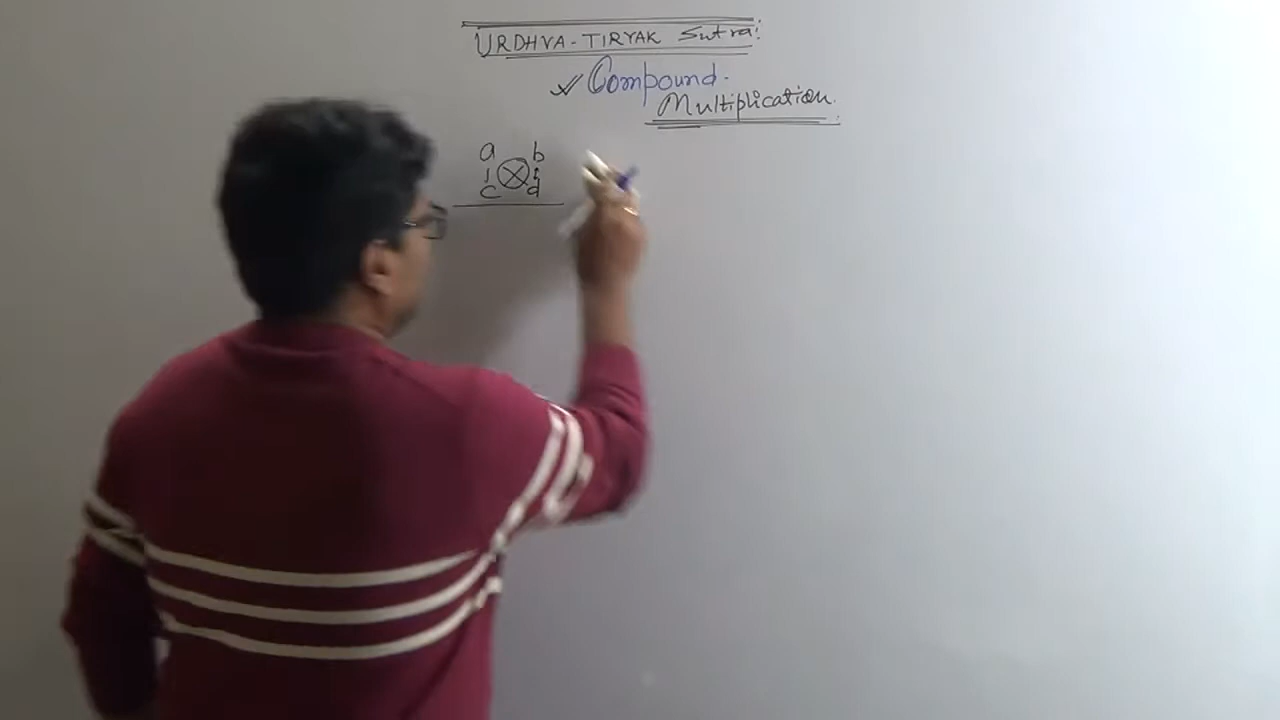 URDHVA-TIRYAK Sutra:
✓ Compound.
Multiplication.
a b
c d